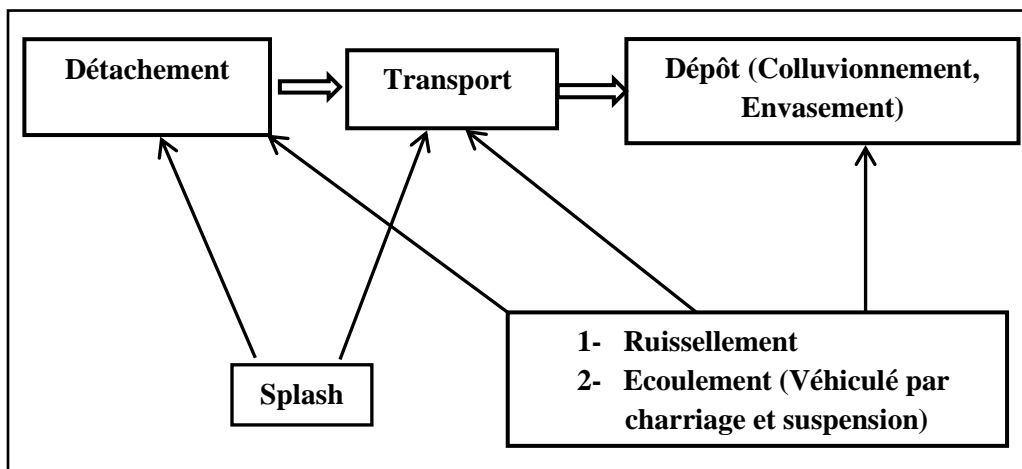 Détachement
Transport
Dépôt (Colluvionnement,
Envasement)
Splash
1- Ruissellement
2- Ecoulement (Véhiculé par
charriage et suspension)